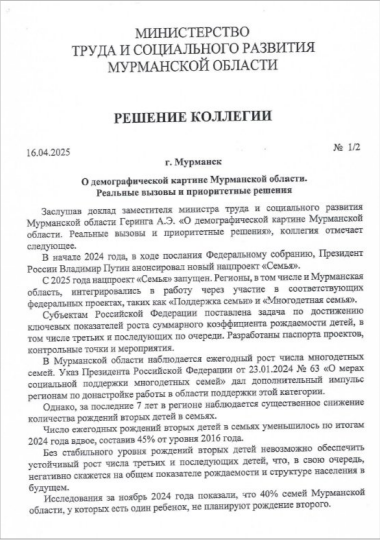 МИНИСТЕРСТВО
ТРУДА И СОЦИАЛЬНОГО РАЗВИТИЯ
МУРМАНСКОЙ ОБЛАСТИ
РЕШЕНИЕ КОЛЛЕГИИ
16.04.2025 № 1/2
г. Мурманск
О демографической картине Мурманской области.
Реальные вызовы и приоритетные решения
Заслушав доклад заместителя министра труда и социального развития
Мурманской области Геринга А.Э. «О демографической картине Мурманской
области. Реальные вызовы и приоритетные решения», коллегия отмечает
следующее.
В начале 2024 года, в ходе послания Федеральному собранию, Президент
России Владимир Путин анонсировал новый нацпроект «Семья».
С 2025 года нацпроект «Семья» запущен. Регионы, в том числе и Мурманская
область, интегрировались в работу через участие в соответствующих
федеральных проектах, таких как «Поддержка семьи» и «Многодетная семья».
Субъектам Российской Федерации поставлена задача по достижению
ключевых показателей роста суммарного коэффициента рождаемости детей, в
том числе третьих и последующих по очереди. Разработаны паспорта проектов,
контрольные точки и мероприятия.
В Мурманской области наблюдается ежегодный рост числа многодетных
семей. Указ Президента Российской Федерации от 23.01.2024 № 63 «О мерах
социальной поддержки многодетных семей» дал дополнительный импульс
регионам по донастройке работы в области поддержки этой категории.
Однако, за последние 7 лет в регионе наблюдается существенное снижение
количества рождений вторых детей в семьях.
Число ежегодных рождений вторых детей в семьях уменьшилось по итогам
2024 года вдвое, составив 45% от уровня 2016 года.
Без стабильного уровня рождений вторых детей невозможно обеспечить
устойчивый рост числа третьих и последующих детей, что, в свою очередь,
негативно скажется на общем показателе рождаемости и структуре населения в
будущем.
Исследования за ноябрь 2024 года показали, что 40% семей Мурманской
области, у которых есть один ребенок, не планируют рождение второго.